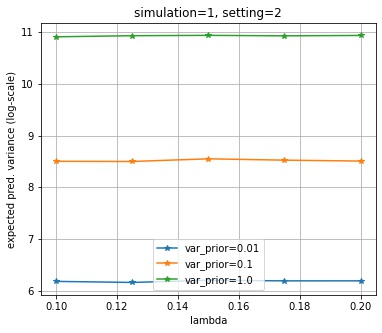 simulation=1, setting=2
expected pred. variance (log-scale)
11
10
9
8
7
6
var_prior=0.01
var_prior=0.1
var_prior=1.0
0.10 0.12 0.14 0.16 0.18 0.20
lambda